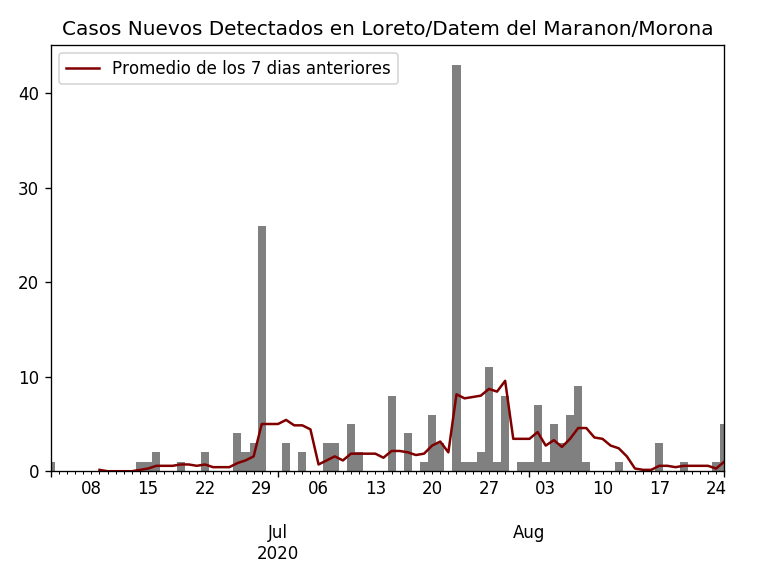 Casos Nuevos Detectados en Loreto/Datem del Maranon/Morona
Promedio de los 7 dias anteriores
40
30
20
10
0
08 15 22 29 06 13 20 27 03 10 17 24
Jul Aug
2020